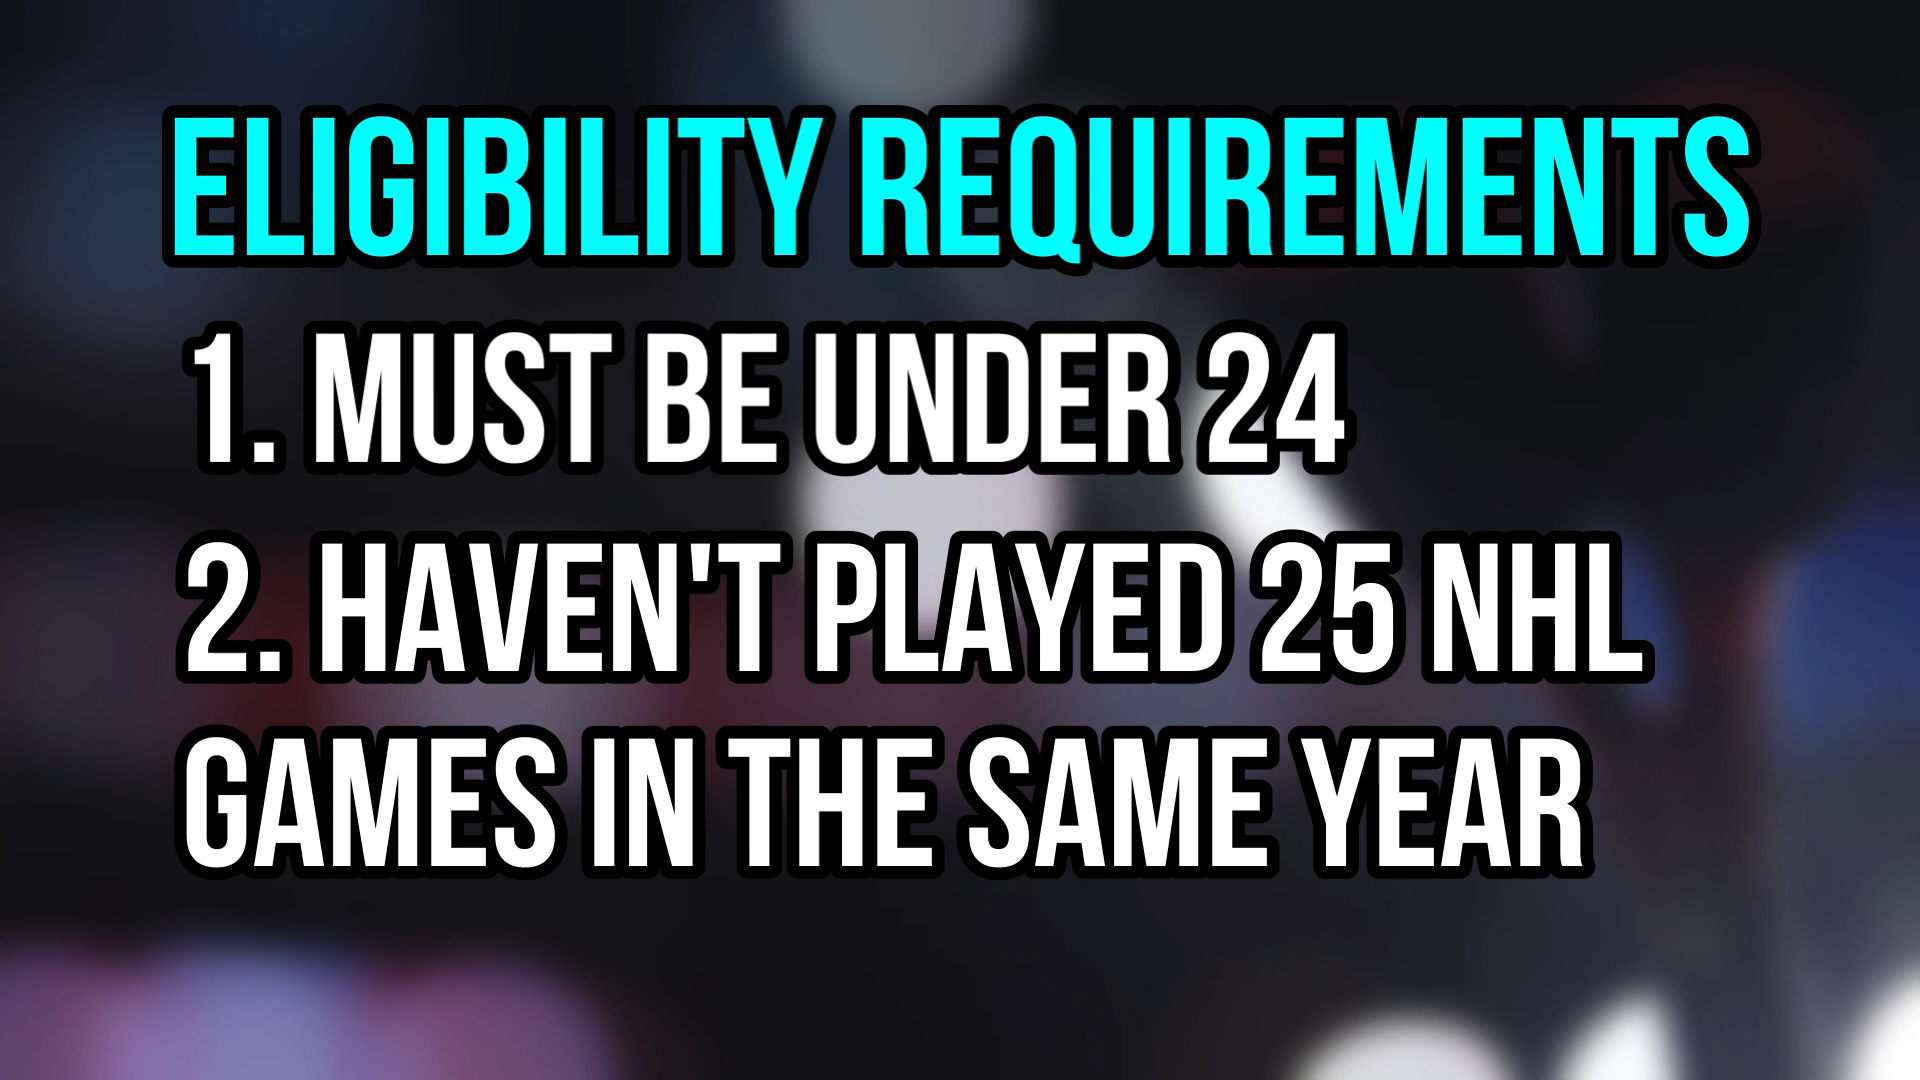 ELIGIBILITY REQUIREMENTS
1. MUST BE UNDER 24
2. HAVEN'T PLAYED 25 NHL
GAMES IN THE SAME YEAR